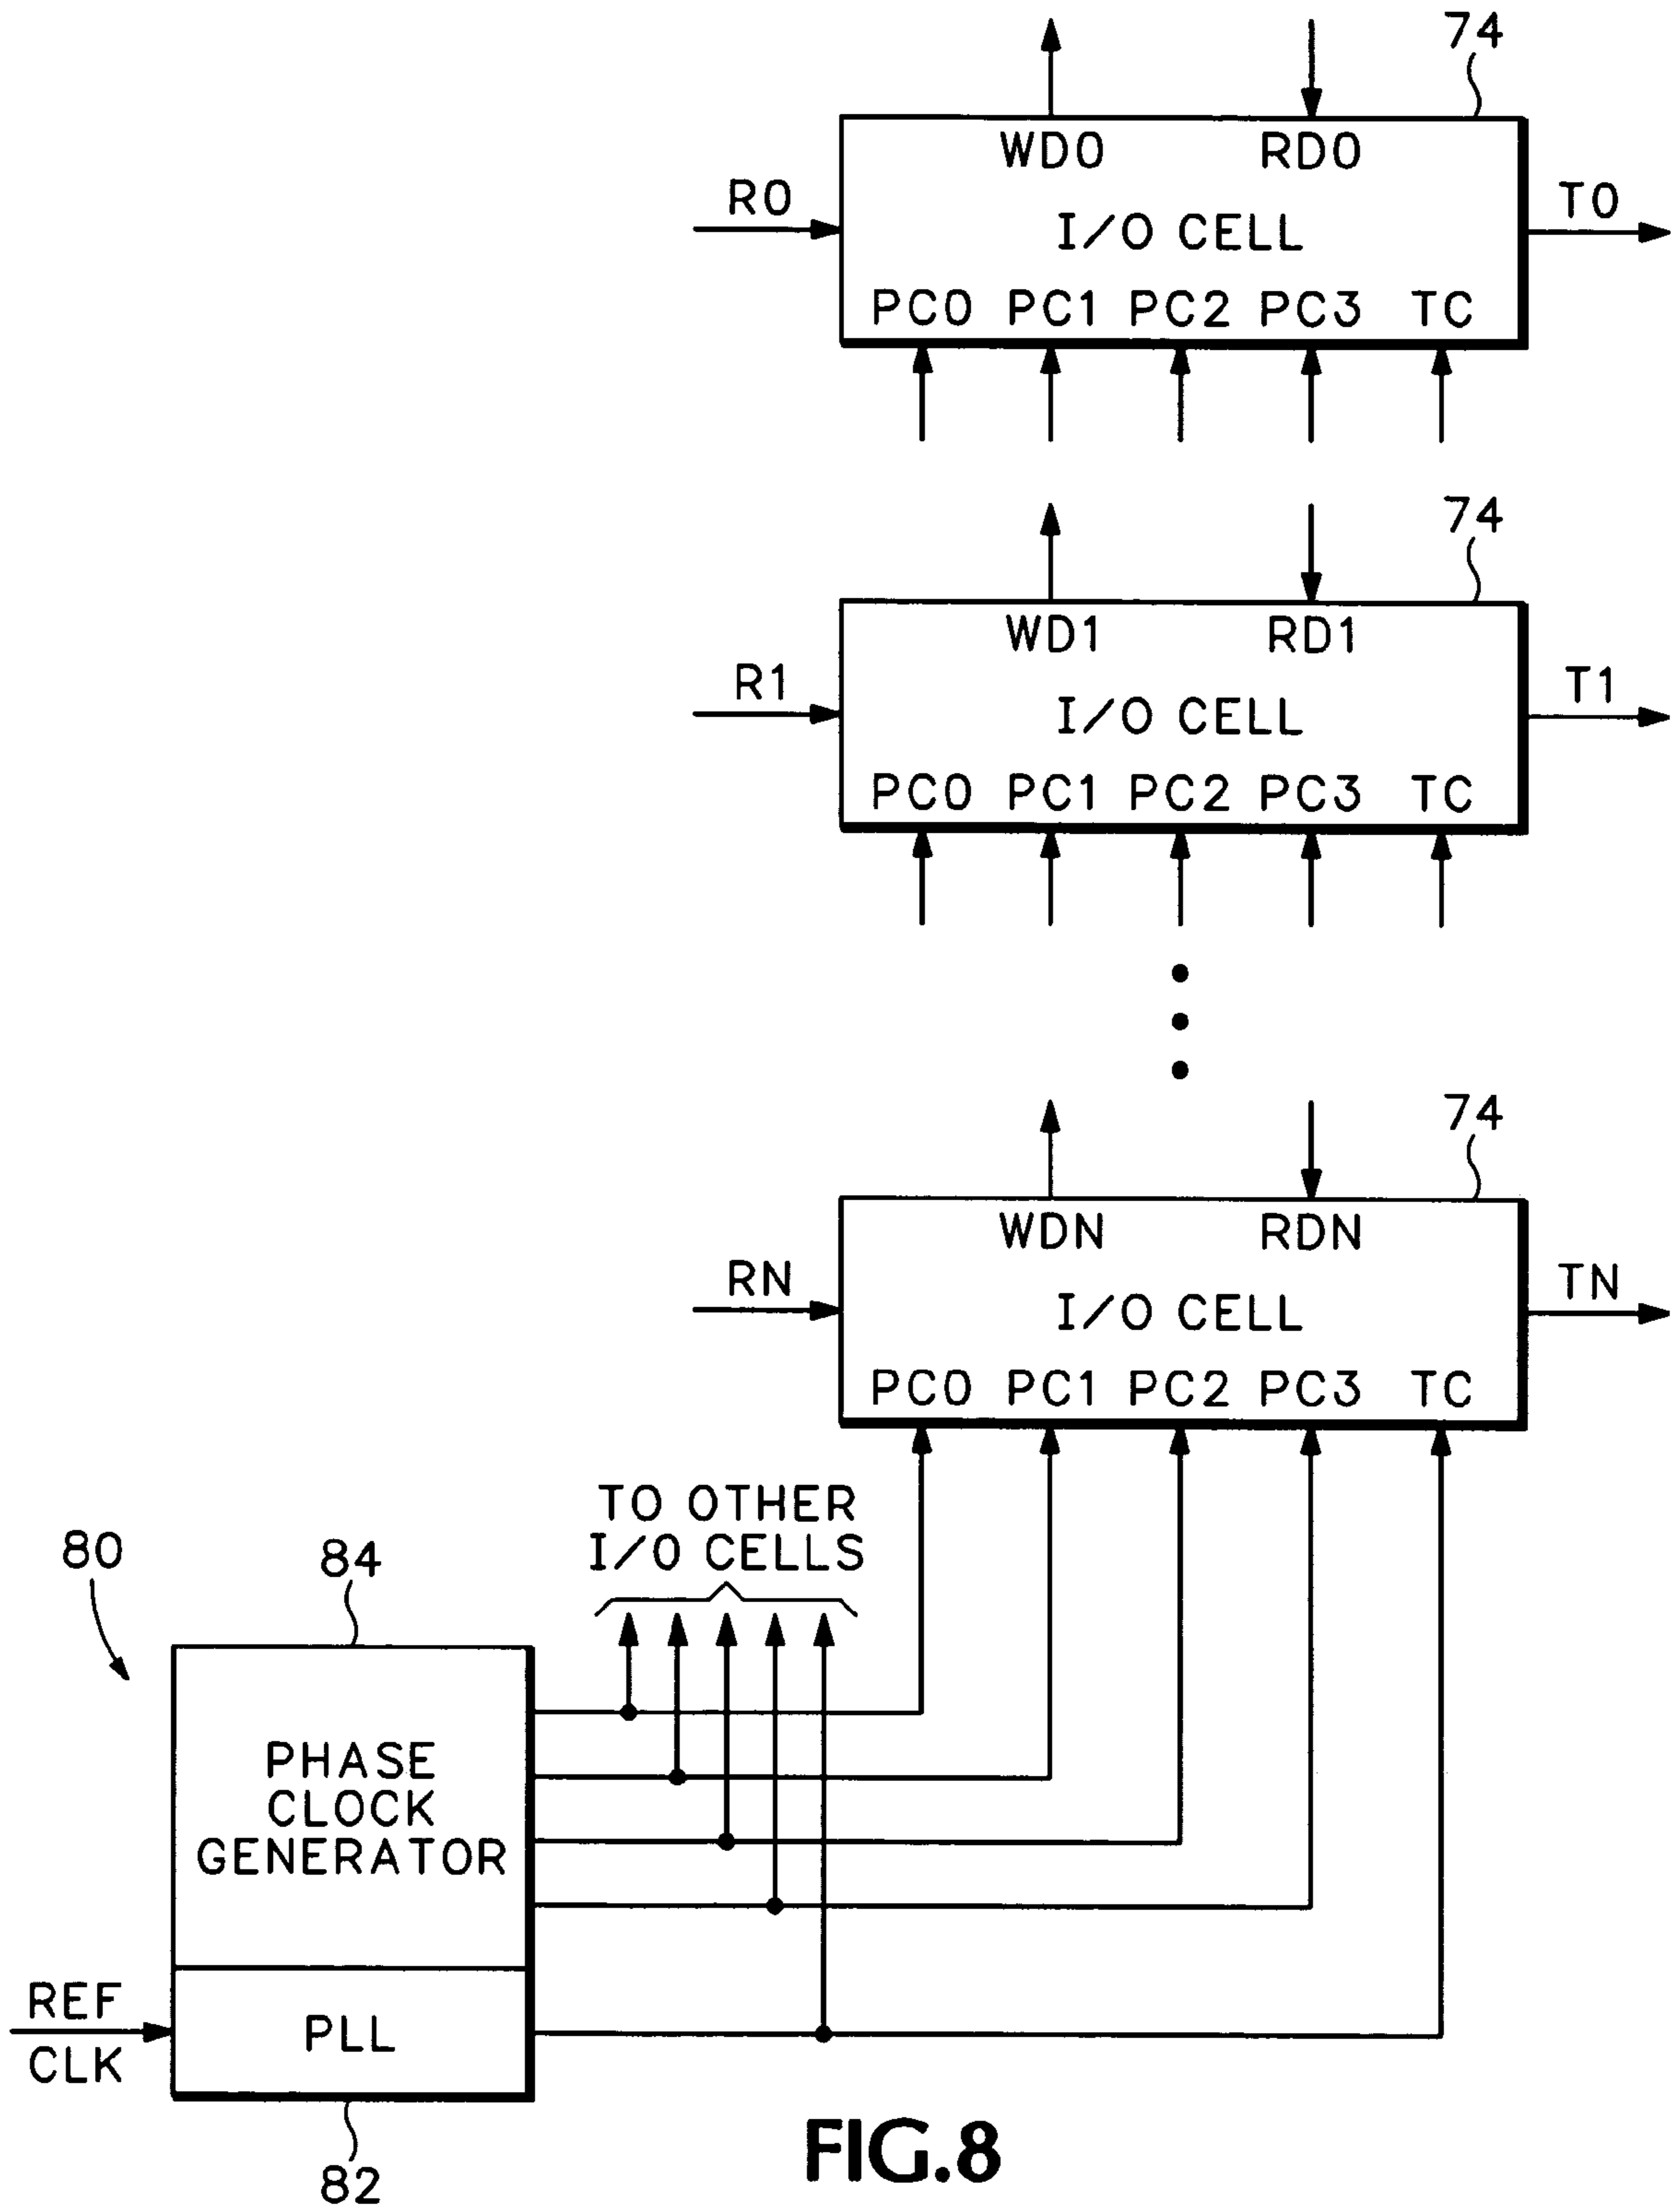 74
WD0 RD0
R0
I/O CELL
T0
PC0 PC1 PC2 PC3 TC
74
WD1 RD1
R1
I/O CELL
T1
PC0 PC1 PC2 PC3 TC
74
WDN RDN
RN
I/O CELL
TN
PC0 PC1 PC2 PC3 TC
TO OTHER
I/O CELLS
80
84
PHASE
CLOCK
GENERATOR
REF
CLK
PLL
82
FIG.8